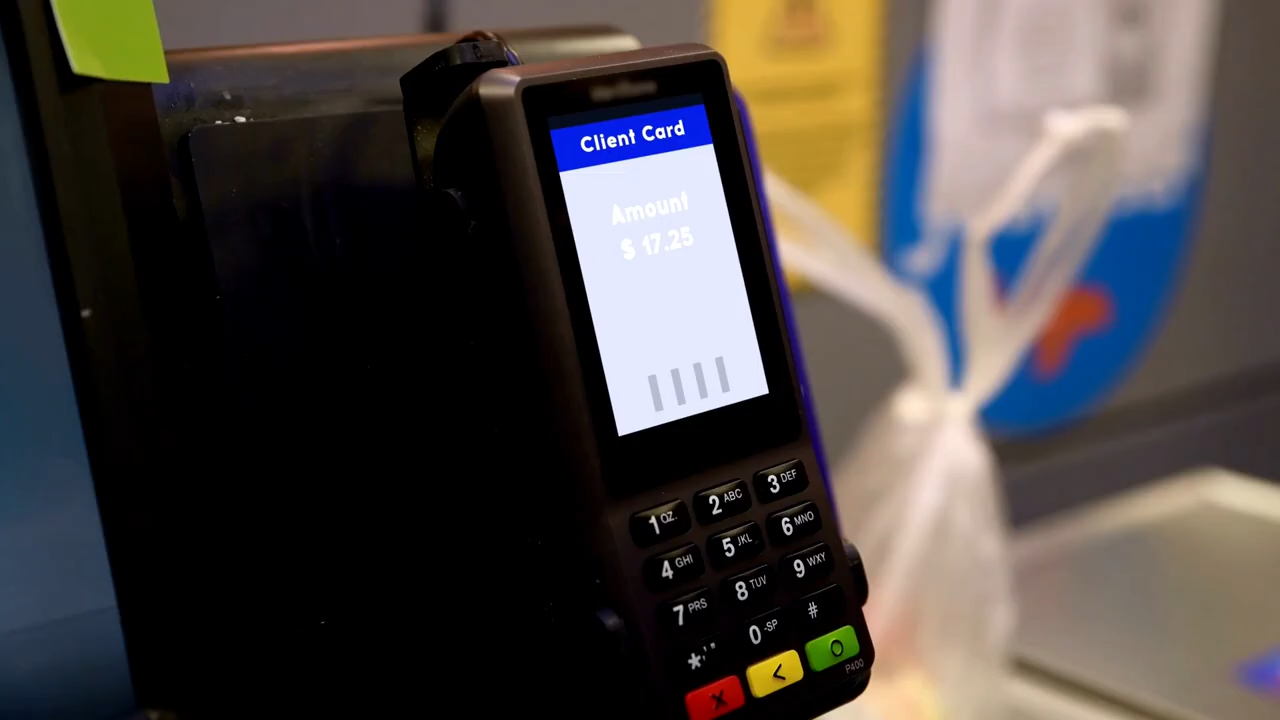 Client Card
Amount
$ 17.25
1 QZ. 2 ABC 3 DEF
4 GHI 5 JKL 6 MNO
7 PRS 8 TUV 9 WXY
*,'" 0 -SP #
X < O
P400